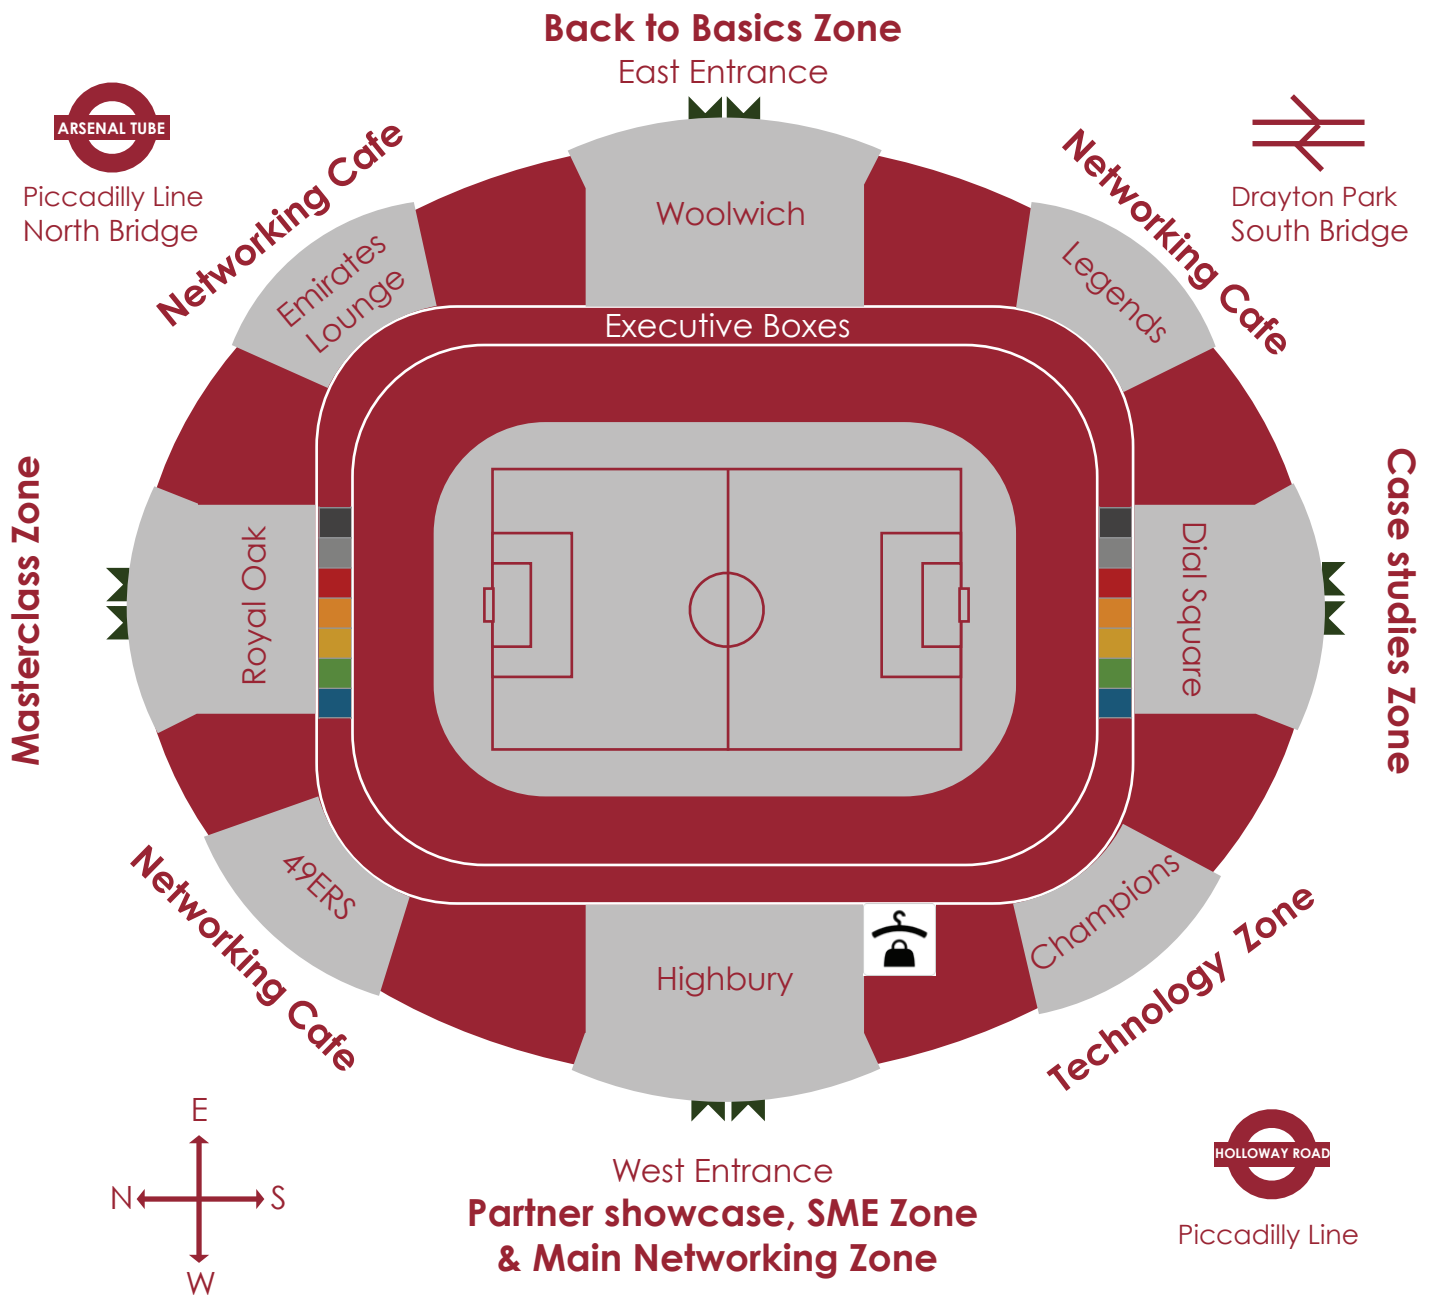 Back to Basics Zone
East Entrance
ARSENAL TUBE
Piccadilly Line
North Bridge
Networking Cafe
Emirates
Lounge
Woolwich
Networking Cafe
Legends
Drayton Park
South Bridge
Executive Boxes
Masterclass Zone
Royal Oak
Dial Square
Case studies Zone
49ERS
Networking Cafe
Highbury
Champions
Technology Zone
E
N
S
W
West Entrance
Partner showcase, SME Zone
& Main Networking Zone
HOLLOWAY ROAD
Piccadilly Line